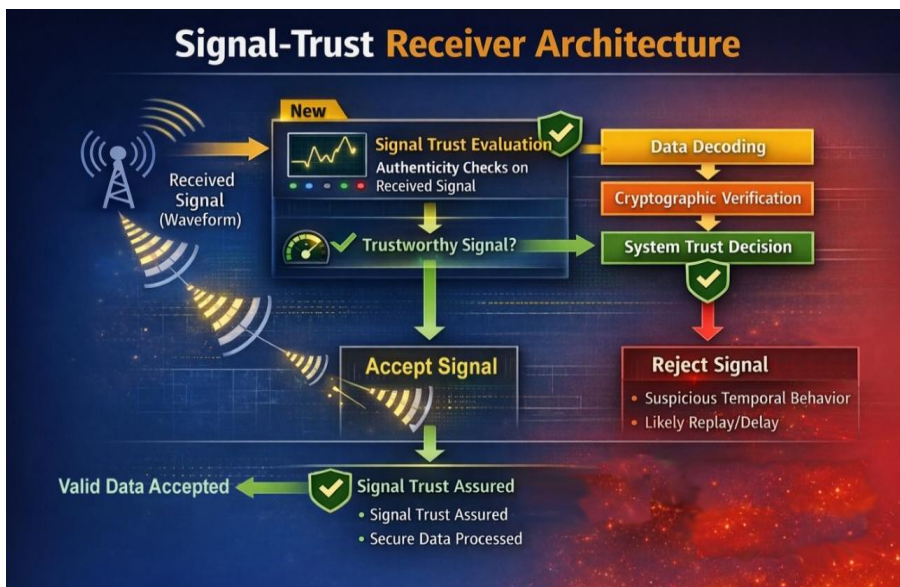 Signal-Trust Receiver Architecture
New
Signal Trust Evaluation
Authenticity Checks on
Received Signal
Received
Signal
(Waveform)
Trustworthy Signal?
Data Decoding
Cryptographic Verification
System Trust Decision
Accept Signal
Reject Signal
• Suspicious Temporal Behavior
• Likely Replay/Delay
Valid Data Accepted
Signal Trust Assured
• Signal Trust Assured
• Secure Data Processed